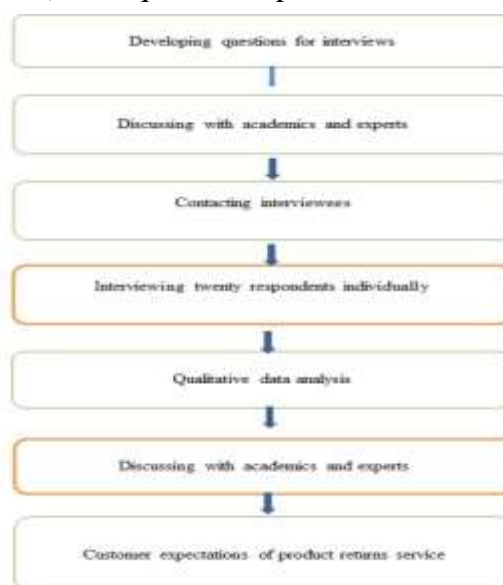 Developing questions for interviews
Discussing with academics and experts
Contacting interviewees
Interviewing twenty respondents individually
Qualitative data analysis
Discussing with academics and experts
Customer expectations of product returns service